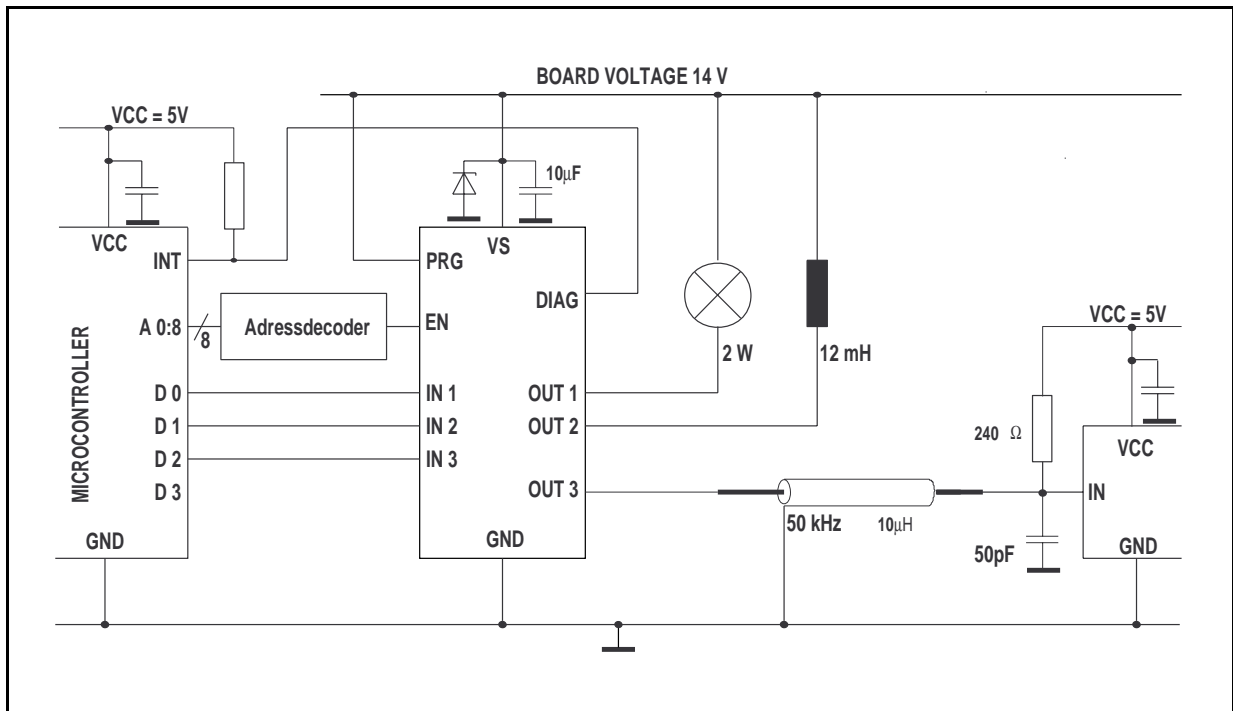 BOARD VOLTAGE 14 V
VCC = 5V
10µF
VCC
VS
INT
PRG
DIAG
A 0:8
8
Adressdecoder
EN
VCC = 5V
2 W
12 mH
MICROCONTROLLER
D 0
IN 1
OUT 1
D 1
IN 2
OUT 2
240 Ω
VCC
D 2
IN 3
D 3
OUT 3
IN
50 kHz
10µH
GND
GND
50pF
GND